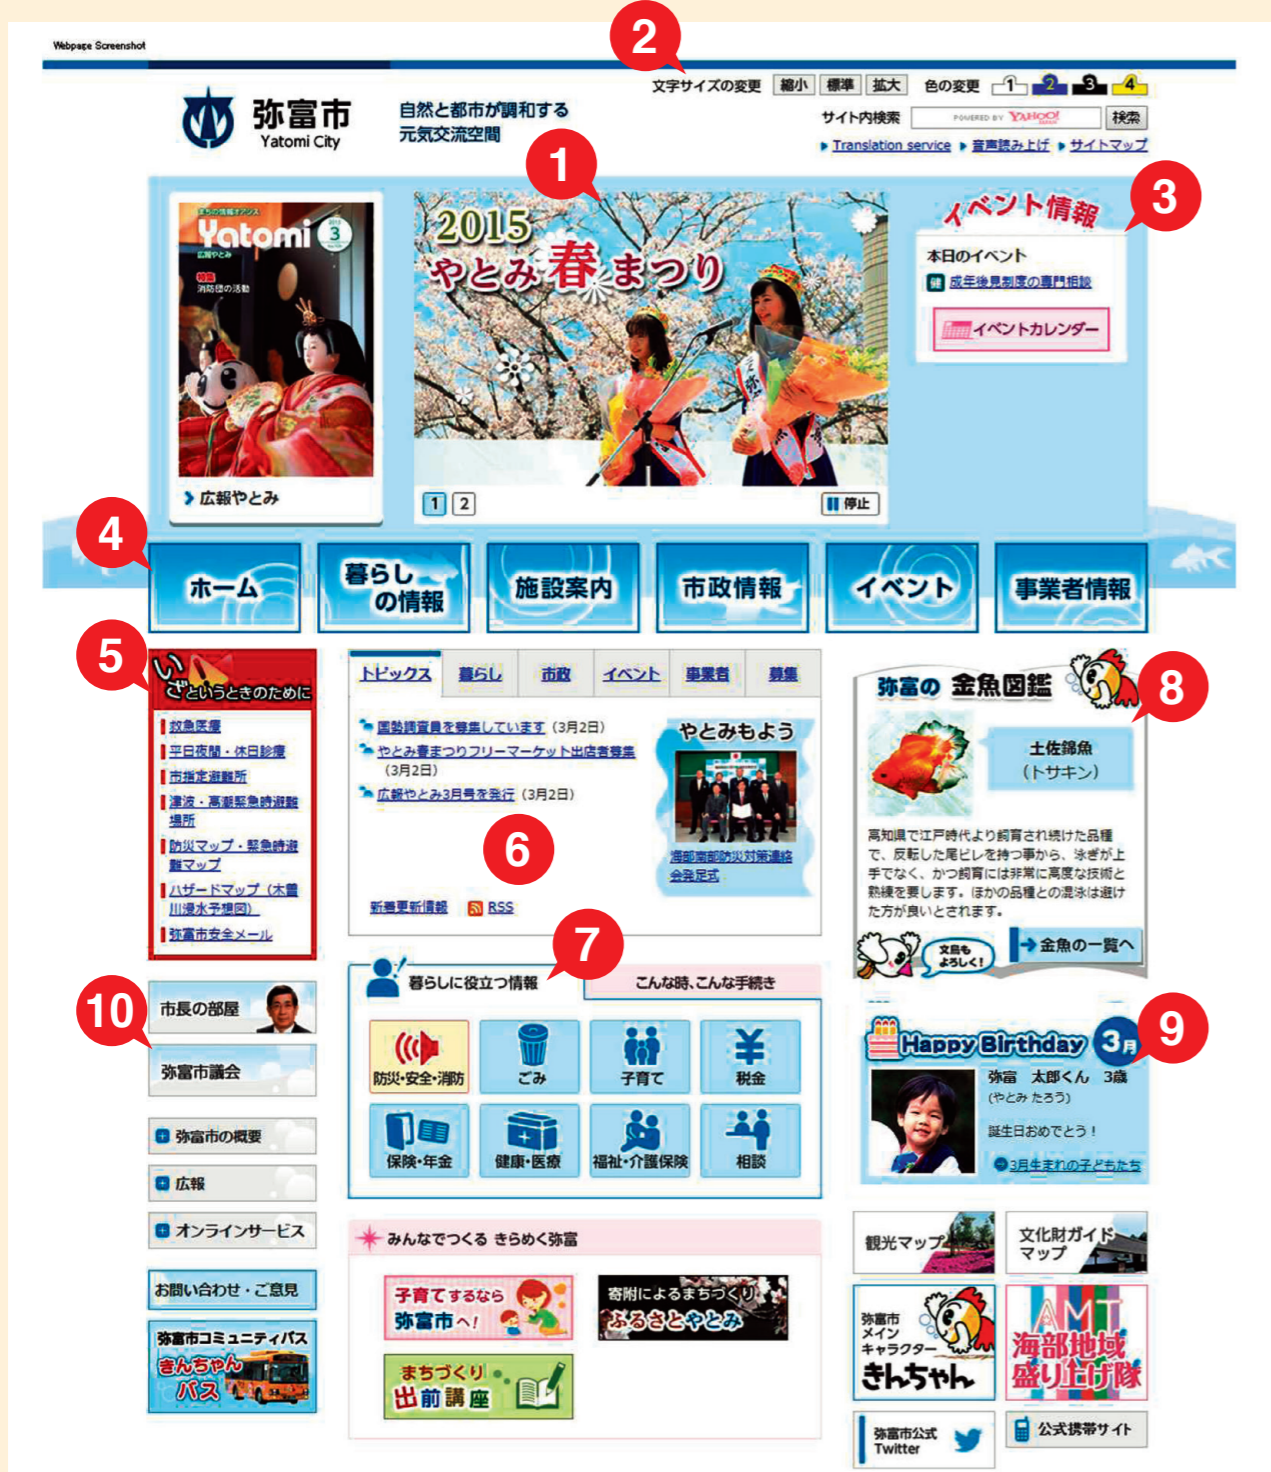 Webpage Screenshot
2
文字サイズの変更 縮小 標準 拡大 色の変更 1 2 3 4
弥富市
Yatomi City
自然と都市が調和する
元気交流空間
サイト内検索 POWERED BY YAHOO! JAPAN 検索
Translation service 音声読み上げ サイトマップ
1
3
まちの情報オアシス
Yatomi
2015
3
広報やとみ
特集
消防団の活動
広報やとみ
2015
やとみ春まつり
1 2 停止
イベント情報
本日のイベント
健 成年後見制度の専門相談
イベントカレンダー
4
ホーム
暮らし
の情報
施設案内
市政情報
イベント
事業者情報
5
いざというときのために
救急医療
平日夜間・休日診療
市指定避難所
津波・高潮緊急時避難
場所
防災マップ・緊急時避
難マップ
ハザードマップ(木曽
川浸水予想図)
弥富市安全メール
トピックス 暮らし 市政 イベント 事業者 募集
国勢調査員を募集しています (3月2日)
やとみ春まつりフリーマーケット出店者募集
(3月2日)
広報やとみ3月号を発行 (3月2日)
6
新着更新情報 RSS
やとみもよう
海部南部防災対策連絡
会発足式
8
弥富の 金魚図鑑
土佐錦魚
(トサキン)
高知県で江戸時代より飼育され続けた品種
で、反転した尾ビレを持つ事から、泳ぎが上
手でなく、かつ飼育には非常に高度な技術と
熟練を要します。ほかの品種との混泳は避け
た方が良いとされます。
文鳥も
よろしく!
金魚の一覧へ
7
暮らしに役立つ情報
こんな時、こんな手続き
防災・安全・消防
ごみ
子育て
税金
保険・年金
健康・医療
福祉・介護保険
相談
10
市長の部屋
弥富市議会
弥富市の概要
広報
オンラインサービス
お問い合わせ・ご意見
弥富市コミュニティバス
きんちゃん
バス
9
Happy Birthday 3月
弥富 太郎くん 3歳
(やとみ たろう)
誕生日おめでとう!
3月生まれの子どもたち
みんなでつくる きらめく弥富
子育てするなら
弥富市へ!
寄附によるまちづくり
ふるさとやとみ
まちづくり
出前講座
観光マップ
文化財ガイド
マップ
弥富市
メイン
キャラクター
きんちゃん
AMT
海部地域
盛り上げ隊
弥富市公式
Twitter
公式携帯サイト